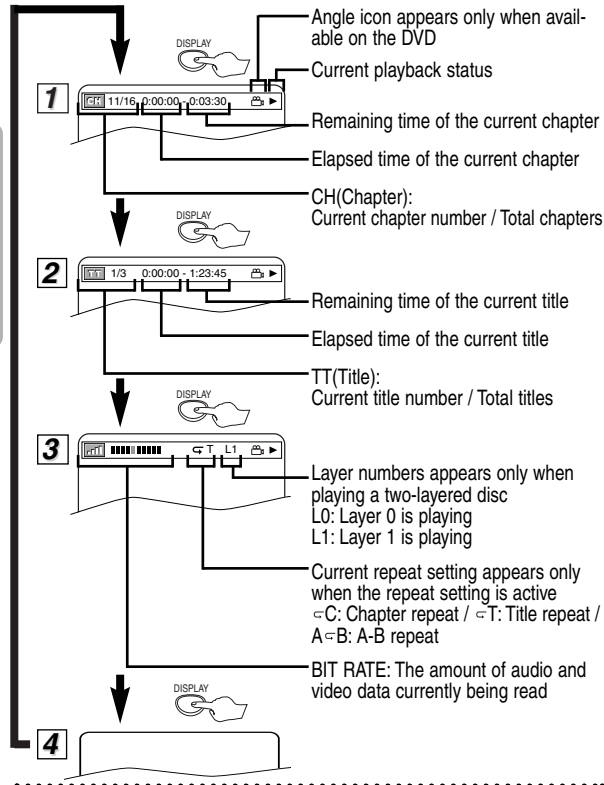 Angle icon appears only when avail-
able on the DVD
DISPLAY
Current playback status
1
CH 11/16 0:00:00 - 0:03:30
Remaining time of the current chapter
Elapsed time of the current chapter
CH(Chapter):
Current chapter number / Total chapters
DISPLAY
2
TT 1/3 0:00:00 - 1:23:45
Remaining time of the current title
Elapsed time of the current title
TT(Title):
Current title number / Total titles
DISPLAY
3
T L1
Layer numbers appears only when
playing a two-layered disc
L0: Layer 0 is playing
L1: Layer 1 is playing
Current repeat setting appears only
when the repeat setting is active
C: Chapter repeat / T: Title repeat /
A B: A-B repeat
BIT RATE: The amount of audio and
video data currently being read
DISPLAY
4